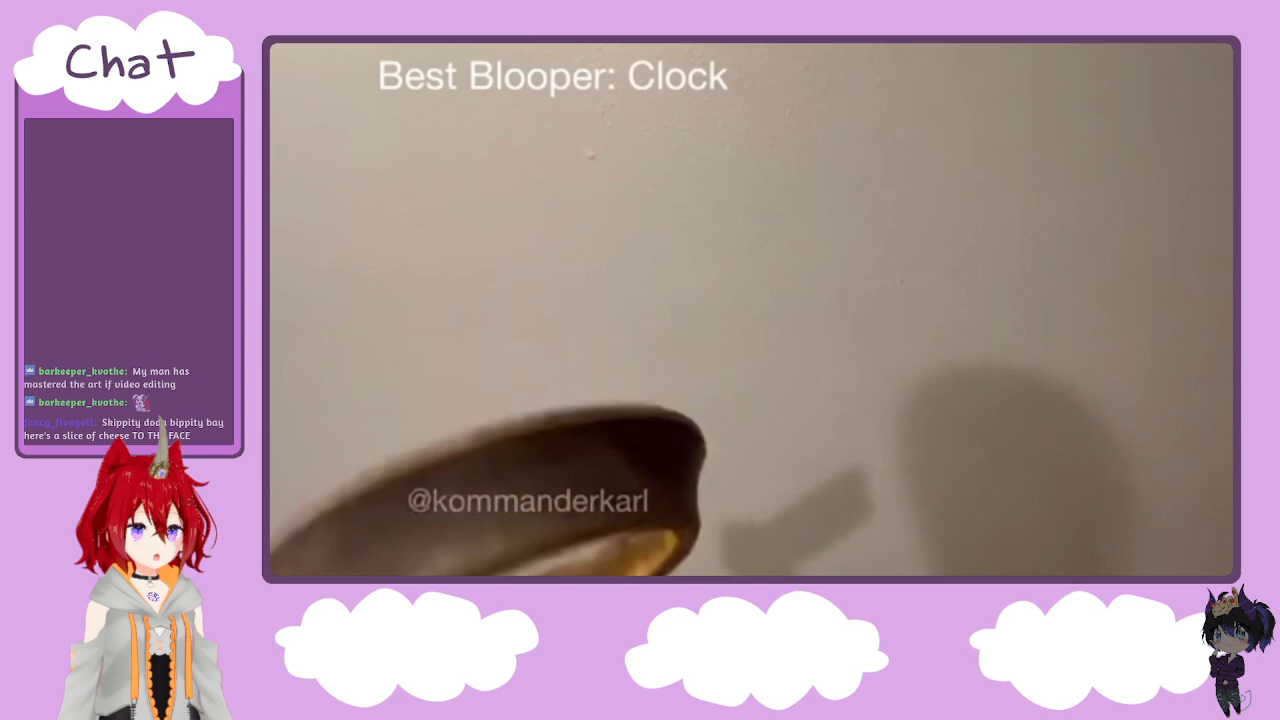 Chat
Best Blooper: Clock
barkeeper_kvothe: My man has
mastered the art if video editing
barkeeper_kvothe:
Skippity doda bippity bay
here's a slice of cheese TO THE FACE
@kommanderkarl